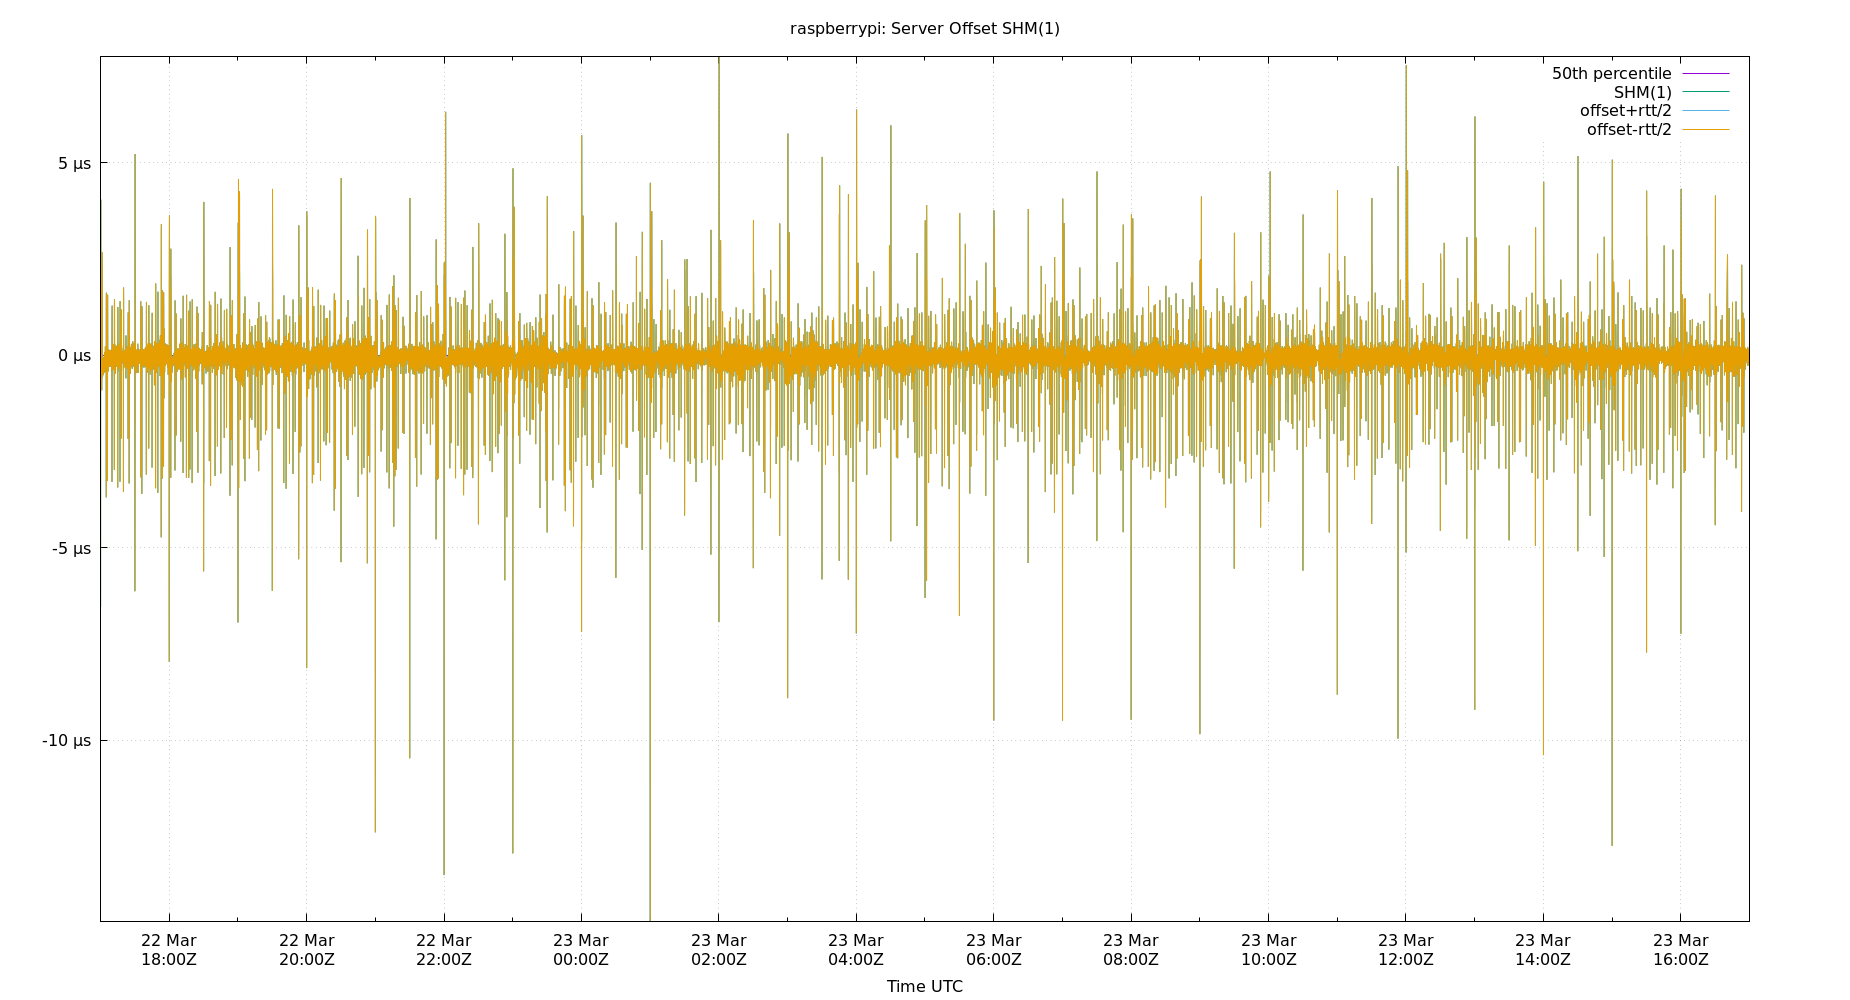 raspberrypi: Server Offset SHM(1)
50th percentile
SHM(1)
offset+rtt/2
offset-rtt/2
5 µs
0 µs
-5 µs
-10 µs
22 Mar 22 Mar 22 Mar 23 Mar 23 Mar 23 Mar 23 Mar 23 Mar 23 Mar 23 Mar 23 Mar 23 Mar
18:00Z 20:00Z 22:00Z 00:00Z 02:00Z 04:00Z 06:00Z 08:00Z 10:00Z 12:00Z 14:00Z 16:00Z
Time UTC